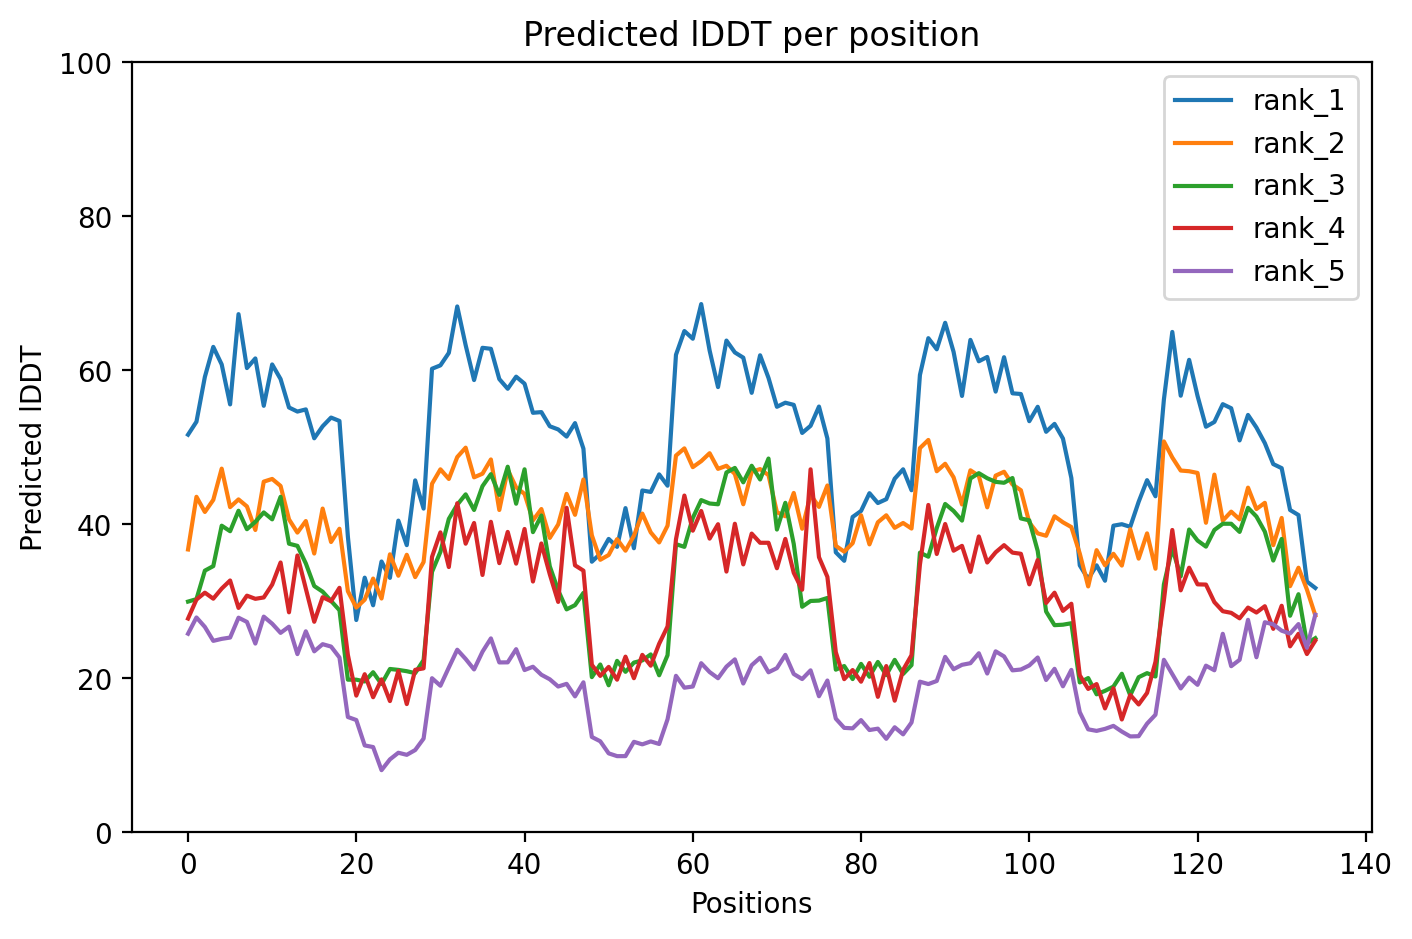 Predicted lDDT per position
100
80
60
40
20
0
Predicted lDDT
rank_1
rank_2
rank_3
rank_4
rank_5
0 20 40 60 80 100 120 140
Positions